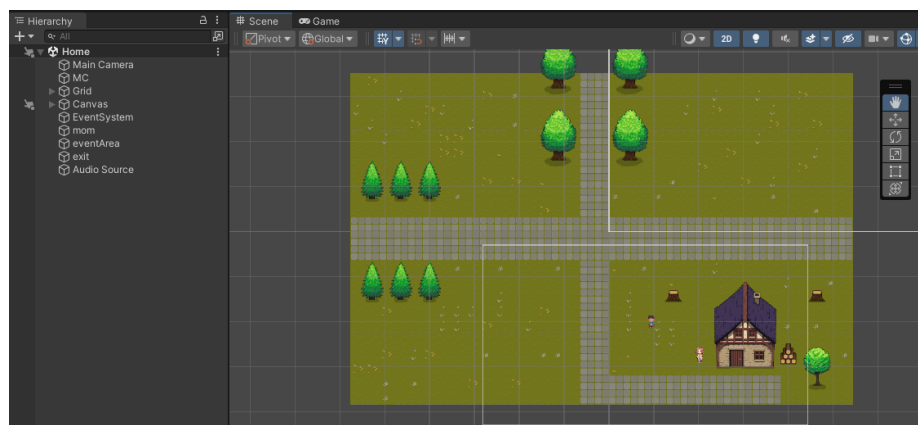 Hierarchy
All
Home
Main Camera
MC
Grid
Canvas
EventSystem
mom
eventArea
exit
Audio Source
Scene
Game
Pivot
Global
2D